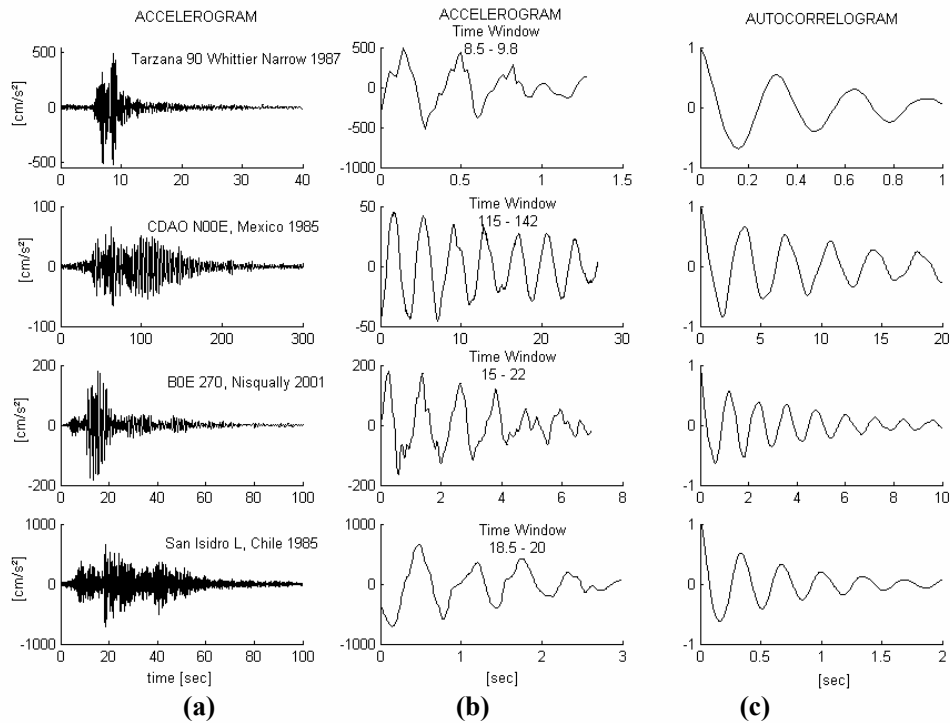 ACCELEROGRAM
ACCELEROGRAM
AUTOCORRELOGRAM
Tarzana 90 Whittier Narrow 1987
[cm/s²]
500
0
-500
0 10 20 30 40
Time Window
8.5 - 9.8
500
0
-500
-1000
0 0.5 1 1.5
1
0
-1
0 0.2 0.4 0.6 0.8 1
CDAO N00E, Mexico 1985
[cm/s²]
100
0
-100
0 100 200 300
Time Window
115 - 142
50
0
-50
0 10 20 30
1
0
-1
0 5 10 15 20
B0E 270, Nisqually 2001
[cm/s²]
200
0
-200
0 20 40 60 80 100
Time Window
15 - 22
200
0
-200
0 2 4 6 8
1
0
-1
0 2 4 6 8 10
San Isidro L, Chile 1985
[cm/s²]
1000
0
-1000
0 20 40 60 80 100
time [sec]
Time Window
18.5 - 20
1000
0
-1000
0 1 2 3
[sec]
1
0
-1
0 0.5 1 1.5 2
[sec]
(a)
(b)
(c)